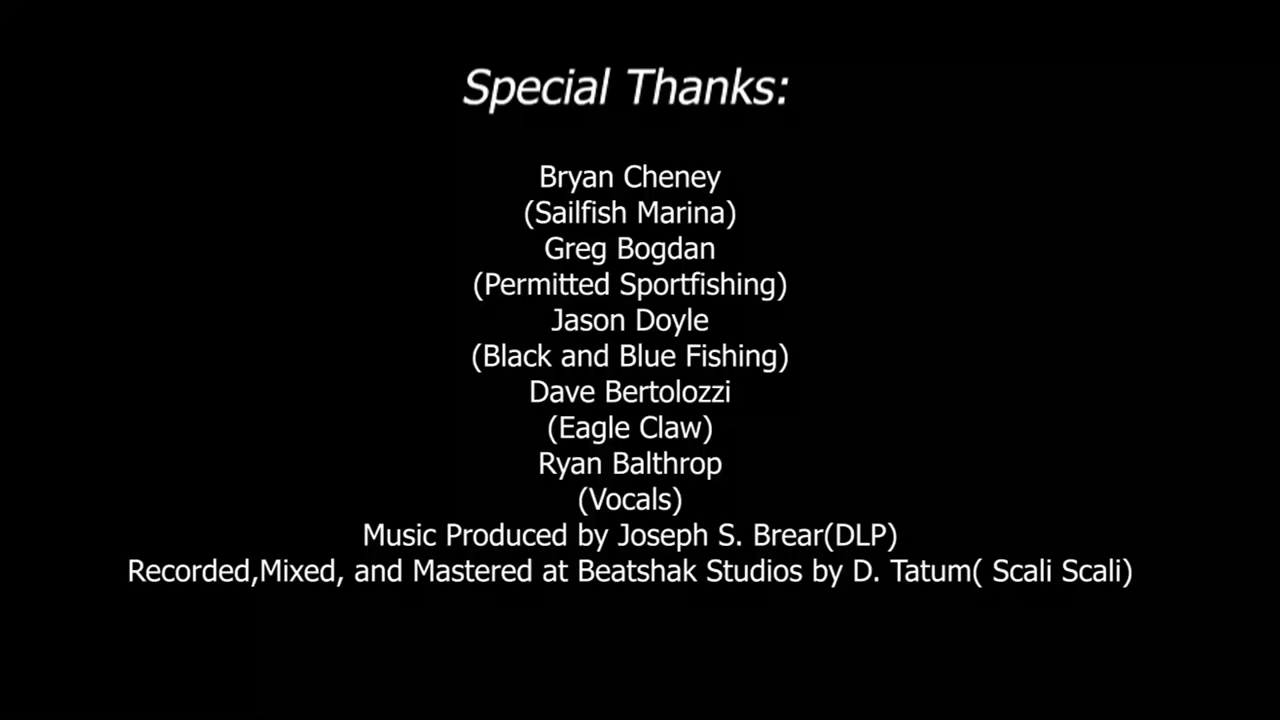 Special Thanks:
Bryan Cheney
(Sailfish Marina)
Greg Bogdan
(Permitted Sportfishing)
Jason Doyle
(Black and Blue Fishing)
Dave Bertolozzi
(Eagle Claw)
Ryan Balthrop
(Vocals)
Music Produced by Joseph S. Brear(DLP)
Recorded,Mixed, and Mastered at Beatshak Studios by D. Tatum( Scali Scali)